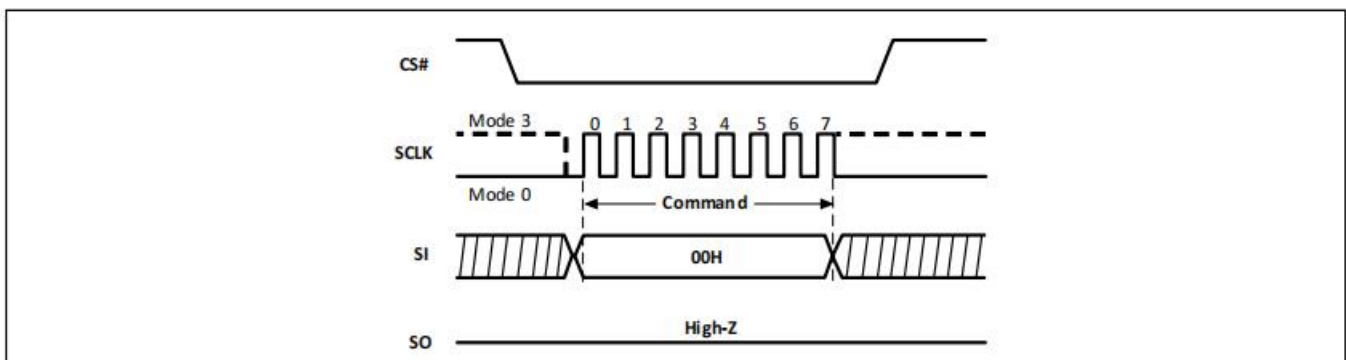 CS#
Mode 3
0 1 2 3 4 5 6 7
SCLK
Mode 0
Command
SI
00H
High-Z
SO